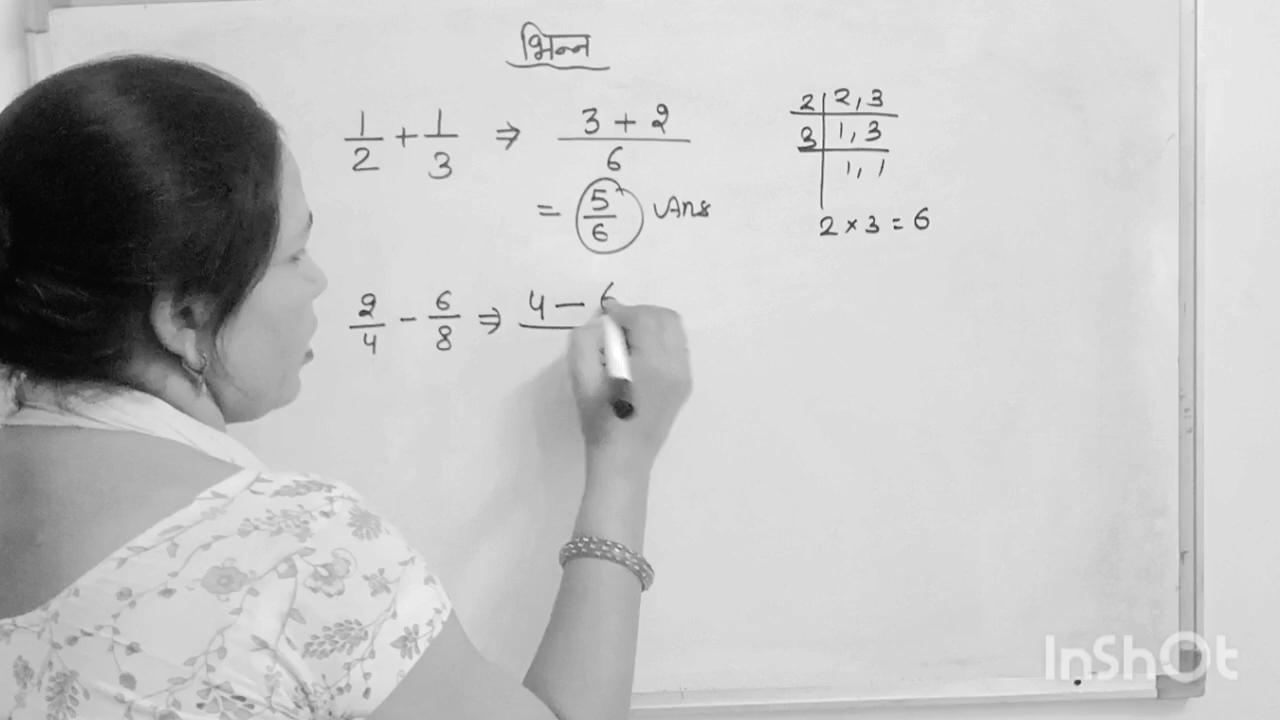 भिन्न
1/2 + 1/3 ⇒ 3 + 2 / 6
= 5/6 Ans
2 | 2, 3
3 | 1, 3
1, 1
2 × 3 = 6
2/4 - 6/8 ⇒ 4 - 6
InShOt